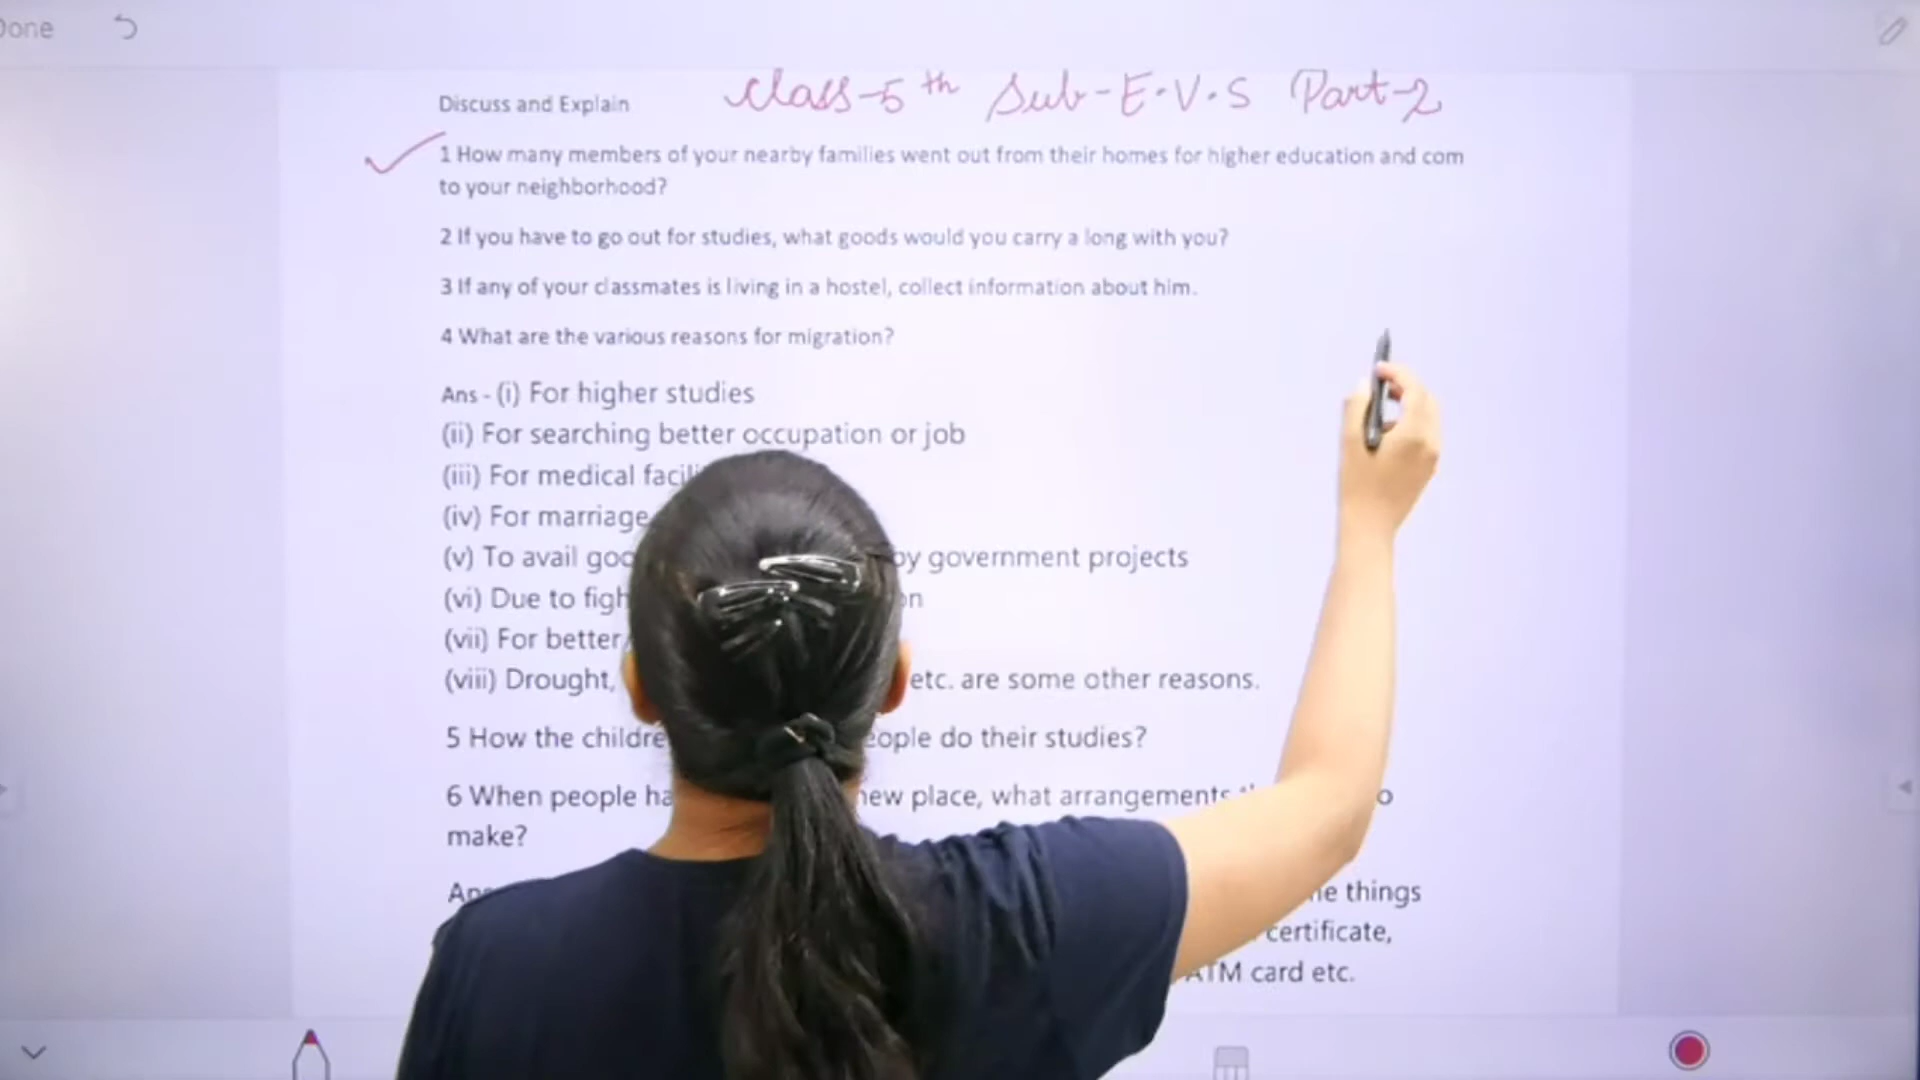 Done
Class-5th Sub-E.V.S Part-2
Discuss and Explain
1 How many members of your nearby families went out from their homes for higher education and com
to your neighborhood?
2 If you have to go out for studies, what goods would you carry a long with you?
3 If any of your classmates is living in a hostel, collect information about him.
4 What are the various reasons for migration?
Ans - (i) For higher studies
(ii) For searching better occupation or job
(iii) For medical
(iv) For marriage
(v) To avail by government projects
(vi) Due to
(vii) For better
(viii) Drought, etc. are some other reasons.
5 How the do their studies?
6 When people new place, what arrangements
make?
things
certificate,
ATM card etc.